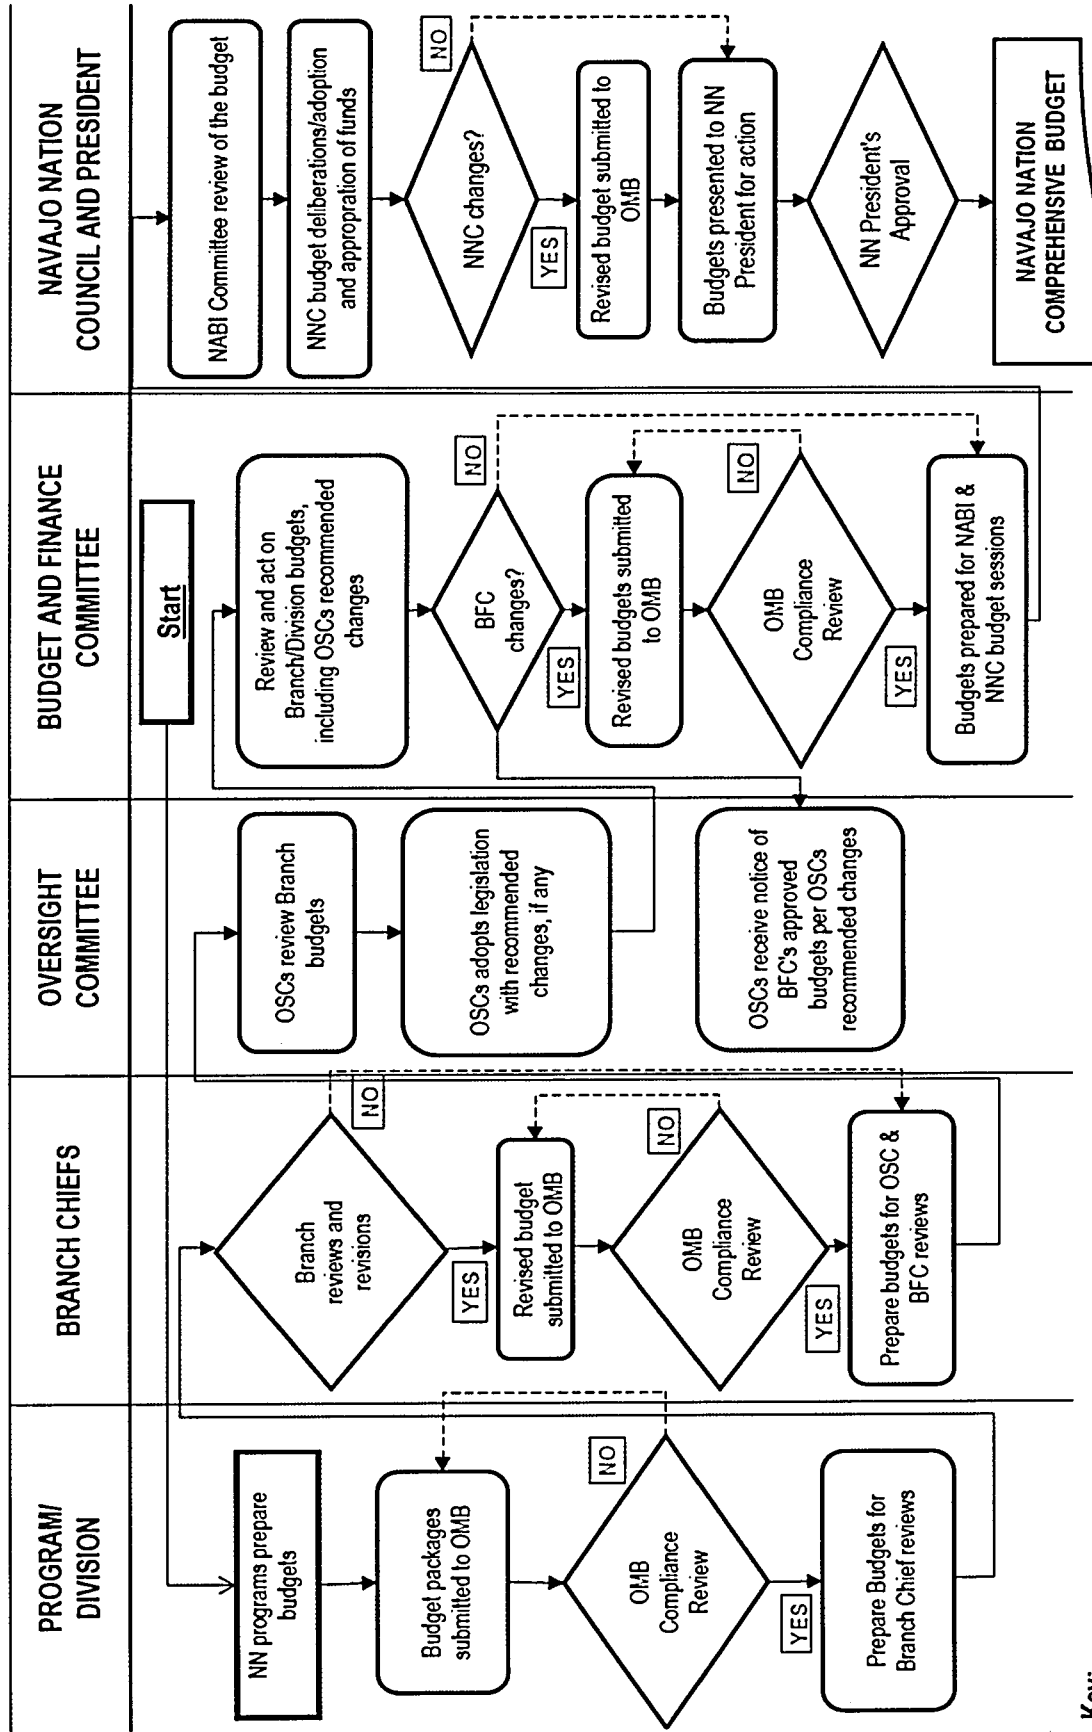 PROGRAM/
DIVISION
BRANCH CHIEFS
OVERSIGHT
COMMITTEE
BUDGET AND FINANCE
COMMITTEE
NAVAJO NATION
COUNCIL AND PRESIDENT
Start
NN programs prepare
budgets
Budget packages
submitted to OMB
OMB
Compliance
Review
NO
YES
Prepare Budgets for
Branch Chief reviews
Branch
reviews and
revisions
NO
YES
Revised budget
submitted to OMB
OMB
Compliance
Review
NO
YES
Prepare budgets for OSC &
BFC reviews
OSCs review Branch
budgets
OSCs adopts legislation
with recommended
changes, if any
OSCs receive notice of
BFC's approved
budgets per OSCs
recommended changes
Review and act on
Branch/Division budgets,
including OSCs recommended
changes
BFC
changes?
NO
YES
Revised budgets submitted
to OMB
OMB
Compliance
Review
NO
YES
Budgets prepared for NABI &
NNC budget sessions
NABI Committee review of the budget
NNC budget deliberations/adoption
and appropration of funds
NNC changes?
NO
YES
Revised budget submitted to
OMB
Budgets presented to NN
President for action
NN President's
Approval
NAVAJO NATION
COMPREHENSIVE BUDGET